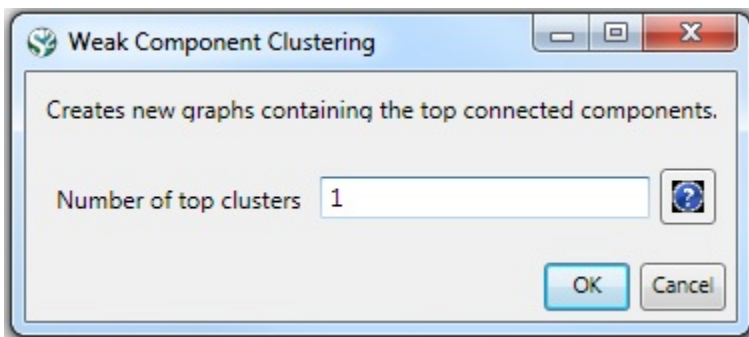 Weak Component Clustering
Creates new graphs containing the top connected components.
Number of top clusters 1 ?
OK Cancel